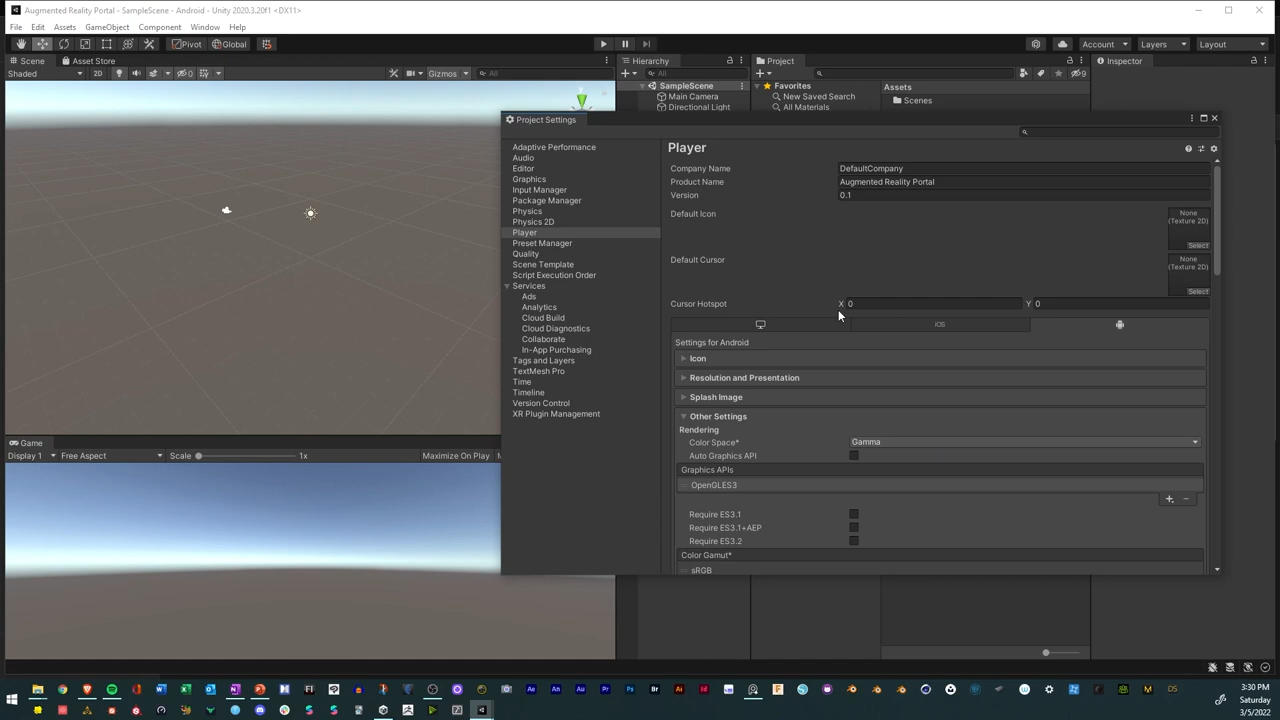 Augmented Reality Portal - SampleScene - Android - Unity 2020.3.20f1 <DX11>
File Edit Assets GameObject Component Window Help
Pivot Global Account Layers Layout
Scene Asset Store
Shaded 2D 0 Gizmos All
Hierarchy
All
SampleScene
Main Camera
Directional Light
Project
9
Favorites
New Saved Search
All Materials
Assets
Scenes
Inspector
Project Settings
Adaptive Performance
Audio
Editor
Graphics
Input Manager
Package Manager
Physics
Physics 2D
Player
Preset Manager
Quality
Scene Template
Script Execution Order
Services
Ads
Analytics
Cloud Build
Cloud Diagnostics
Collaborate
In-App Purchasing
Tags and Layers
TextMesh Pro
Time
Timeline
Version Control
XR Plugin Management
Player
Company Name DefaultCompany
Product Name Augmented Reality Portal
Version 0.1
Default Icon
None
(Texture 2D)
Select
Default Cursor
None
(Texture 2D)
Select
Cursor Hotspot X 0 Y 0
iOS
Settings for Android
Icon
Resolution and Presentation
Splash Image
Other Settings
Rendering
Color Space* Gamma
Auto Graphics API
Graphics APIs
OpenGLES3
Require ES3.1
Require ES3.1+AEP
Require ES3.2
Color Gamut*
sRGB
Game
Display 1 Free Aspect Scale 1x Maximize On Play
3:30 PM
Saturday
3/5/2022